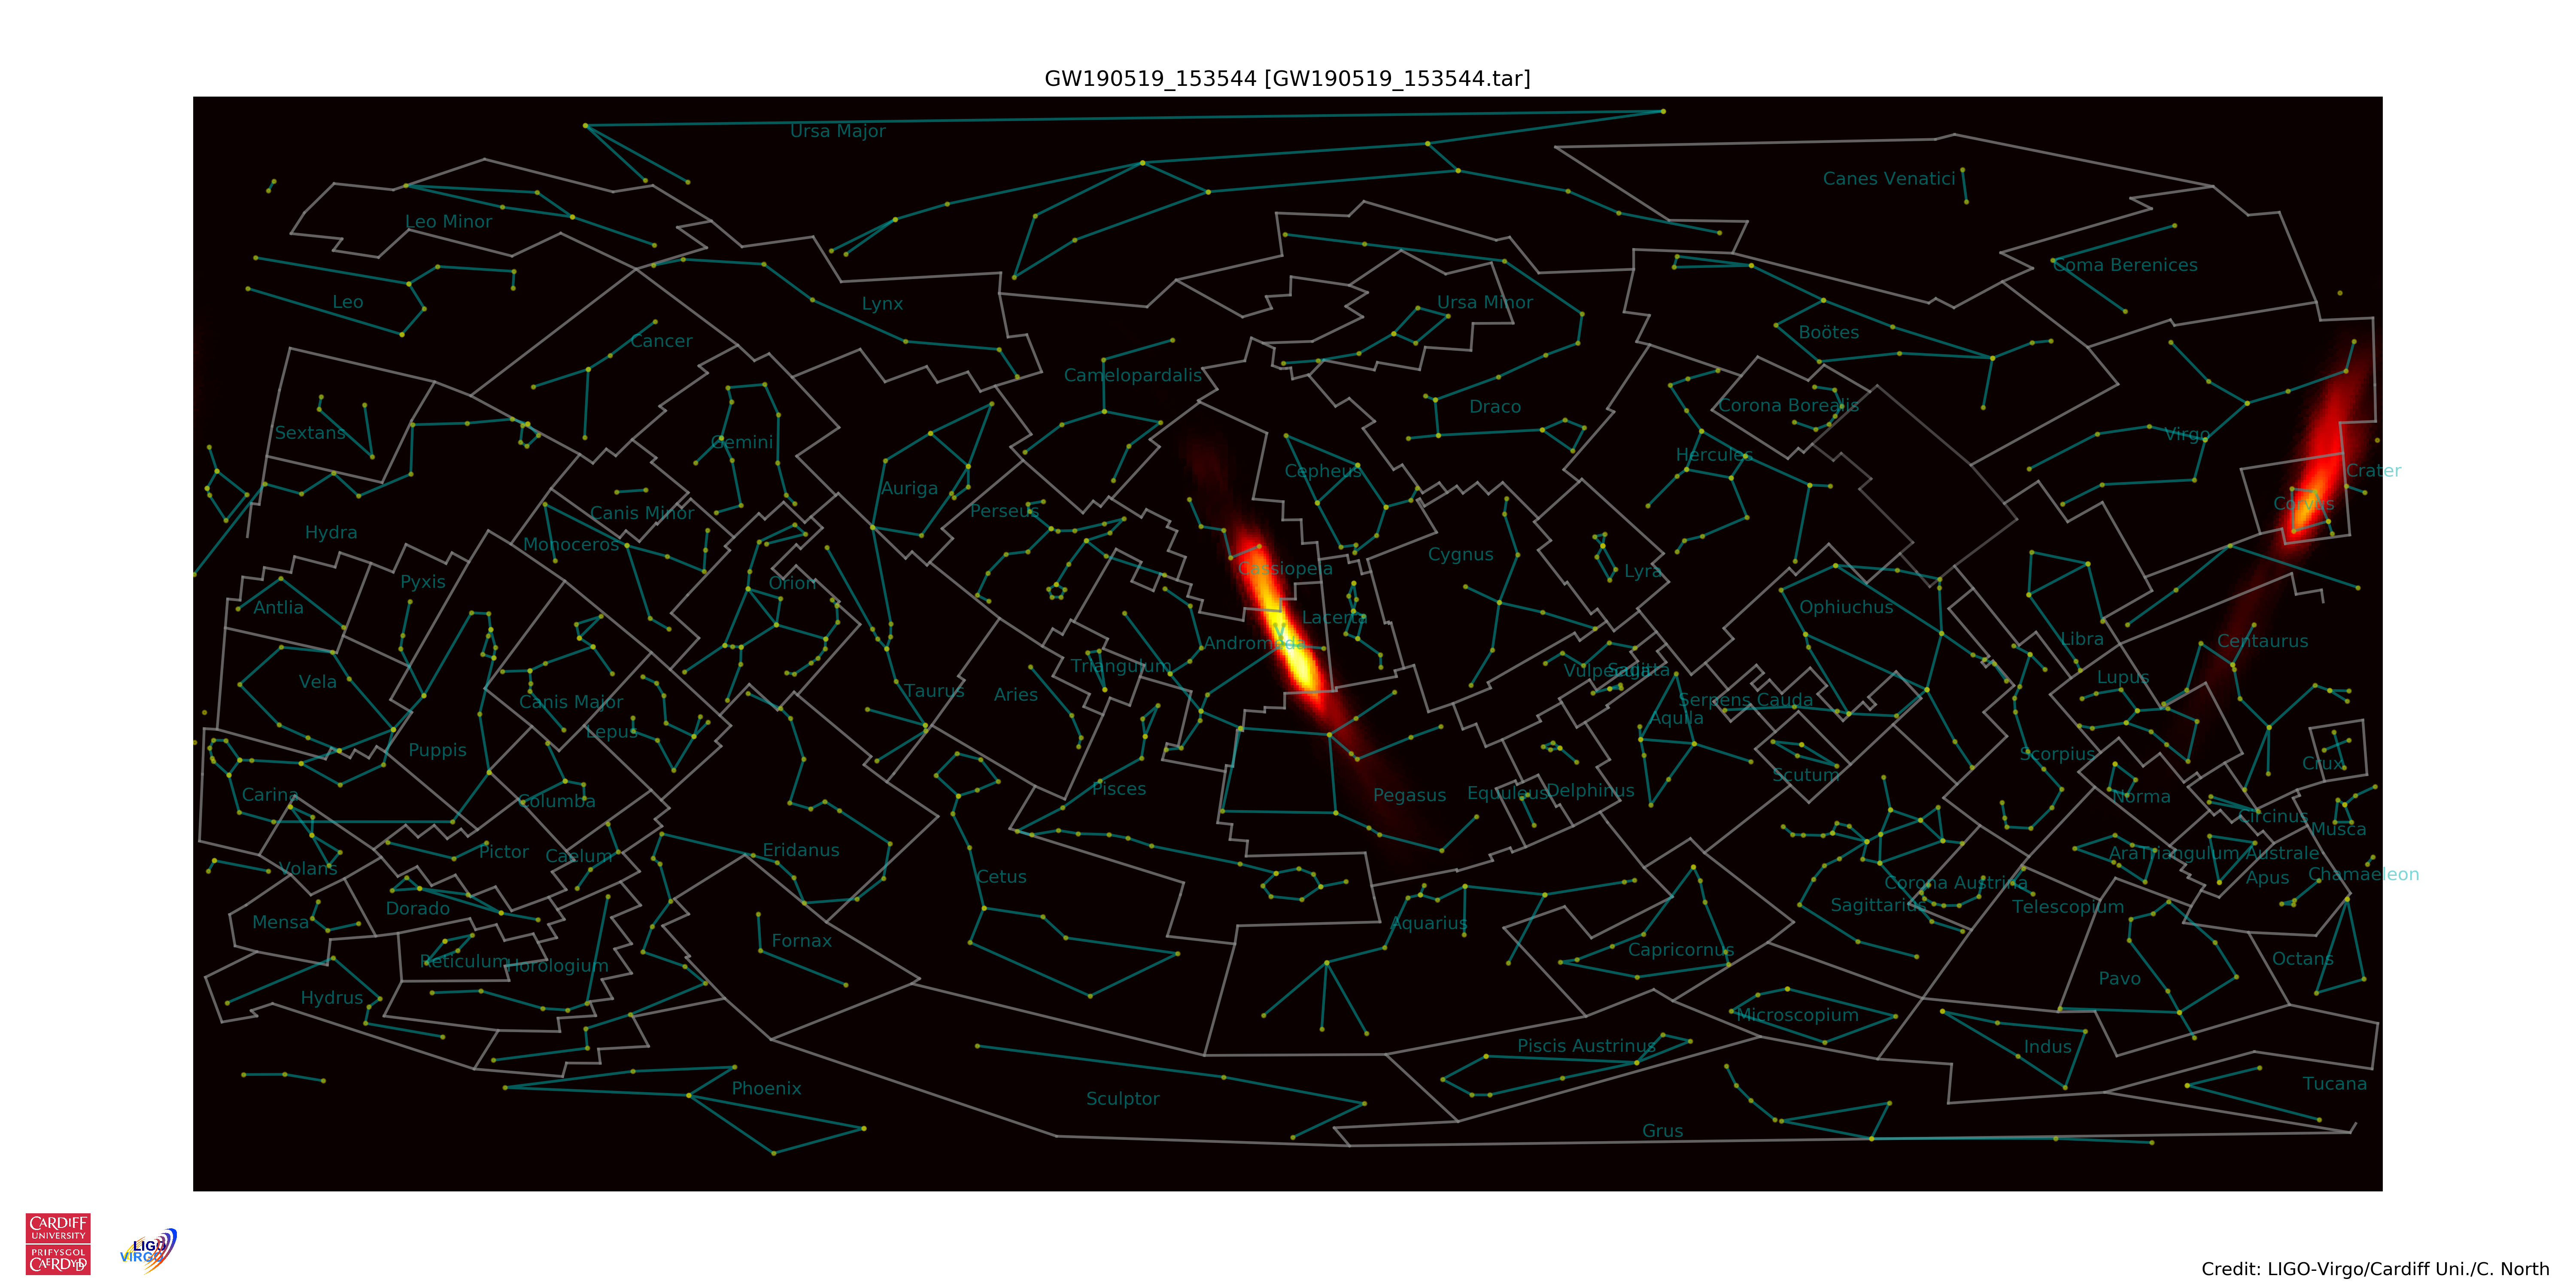 GW190519_153544 [GW190519_153544.tar]
Ursa Major
Canes Venatici
Leo Minor
Coma Berenices
Leo
Lynx
Ursa Minor
Boötes
Cancer
Camelopardalis
Draco
Corona Borealis
Sextans
Gemini
Virgo
Hercules
Cepheus
Crater
Auriga
Corvus
Perseus
Canis Minor
Hydra
Monoceros
Cygnus
Cassiopeia
Lyra
Pyxis
Orion
Antlia
Ophiuchus
Lacerta
Andromeda
Libra
Centaurus
Triangulum
Vulpecula
Sagitta
Lupus
Vela
Taurus
Aries
Canis Major
Serpens Cauda
Aquila
Lepus
Puppis
Scorpius
Crux
Scutum
Carina
Columba
Pisces
Pegasus
Equuleus
Delphinus
Norma
Circinus
Musca
Pictor
Caelum
Eridanus
Ara
Triangulum Australe
Volans
Cetus
Apus
Chamaeleon
Corona Austrina
Sagittarius
Telescopium
Dorado
Mensa
Aquarius
Fornax
Capricornus
Reticulum
Horologium
Octans
Pavo
Hydrus
Microscopium
Piscis Austrinus
Indus
Phoenix
Sculptor
Tucana
Grus
CARDIFF
UNIVERSITY
PRIFYSGOL
CAERDYDD
LIGO
VIRGO
Credit: LIGO-Virgo/Cardiff Uni./C. North